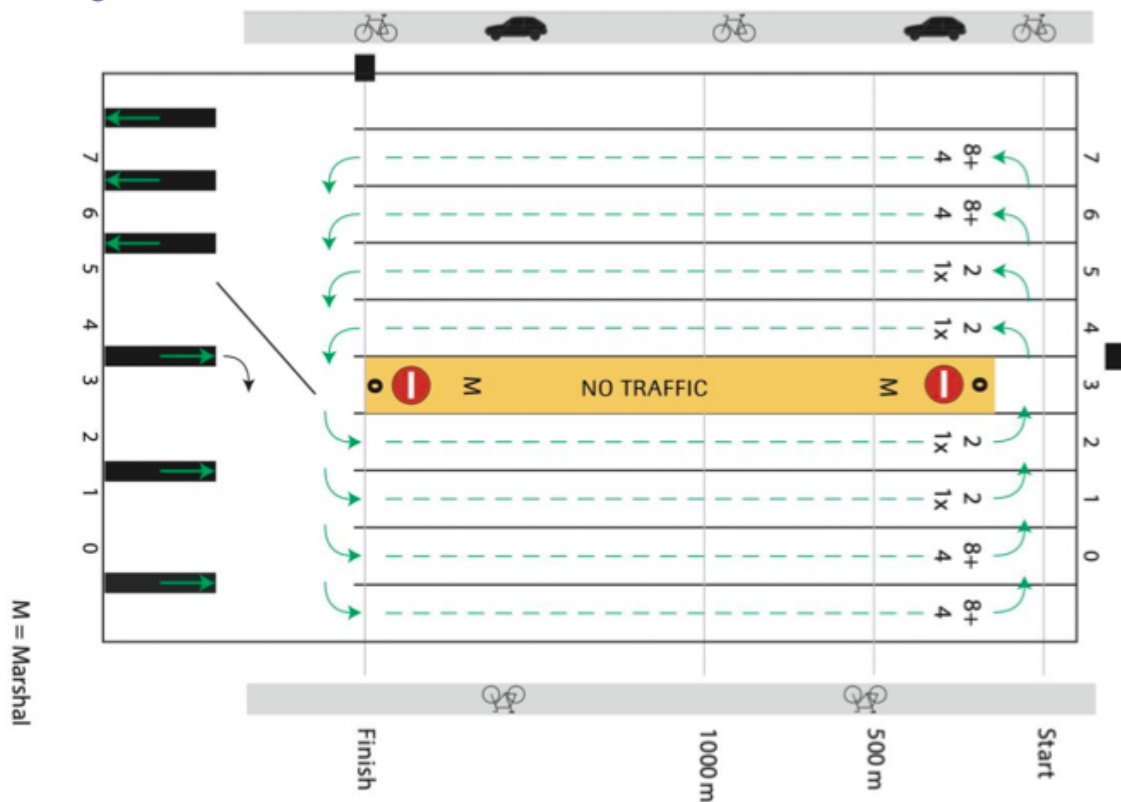 7 6 5 4 3 2 1 0
Start
8+ 8+ 2 2 o 2 2 8+ 8+
4 4 1x 1x 1x 1x 4 4
M
500 m
1000 m
NO TRAFFIC
M
o
Finish
7 6 5 4 3 2 1 0
M = Marshal